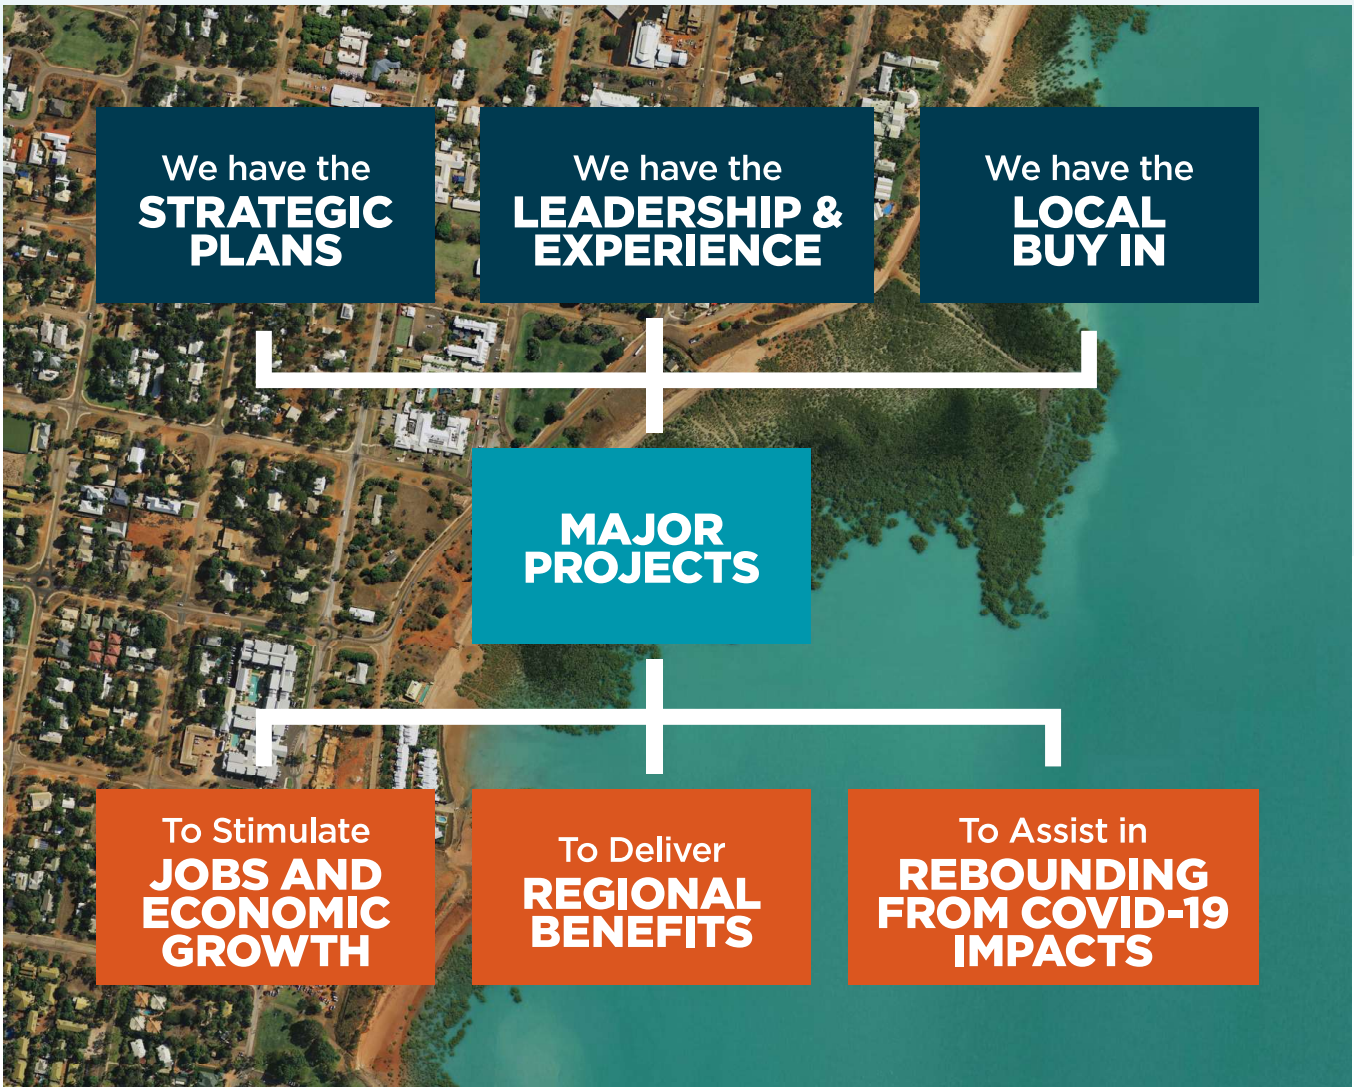 We have the
STRATEGIC
PLANS
We have the
LEADERSHIP &
EXPERIENCE
We have the
LOCAL
BUY IN
MAJOR
PROJECTS
To Stimulate
JOBS AND
ECONOMIC
GROWTH
To Deliver
REGIONAL
BENEFITS
To Assist in
REBOUNDING
FROM COVID-19
IMPACTS